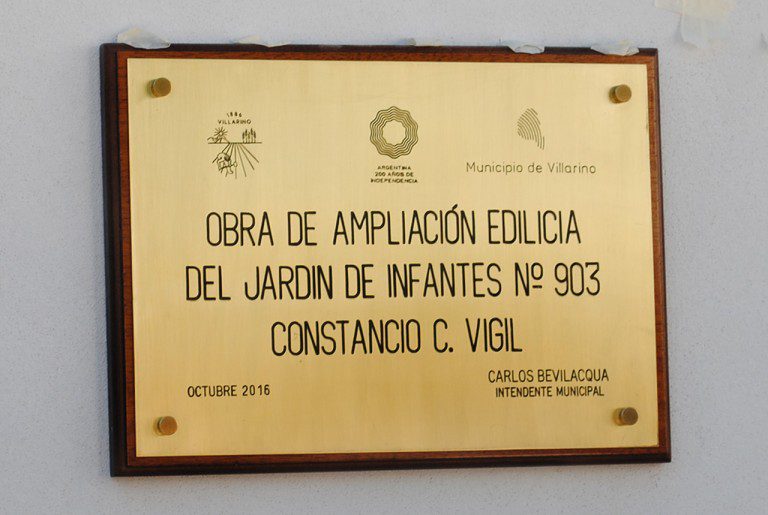 1886
VILLARINO
ARGENTINA
200 AÑOS DE
INDEPENDENCIA
Municipio de Villarino
OBRA DE AMPLIACIÓN EDILICIA
DEL JARDIN DE INFANTES Nº 903
CONSTANCIO C. VIGIL
OCTUBRE 2016
CARLOS BEVILACQUA
INTENDENTE MUNICIPAL